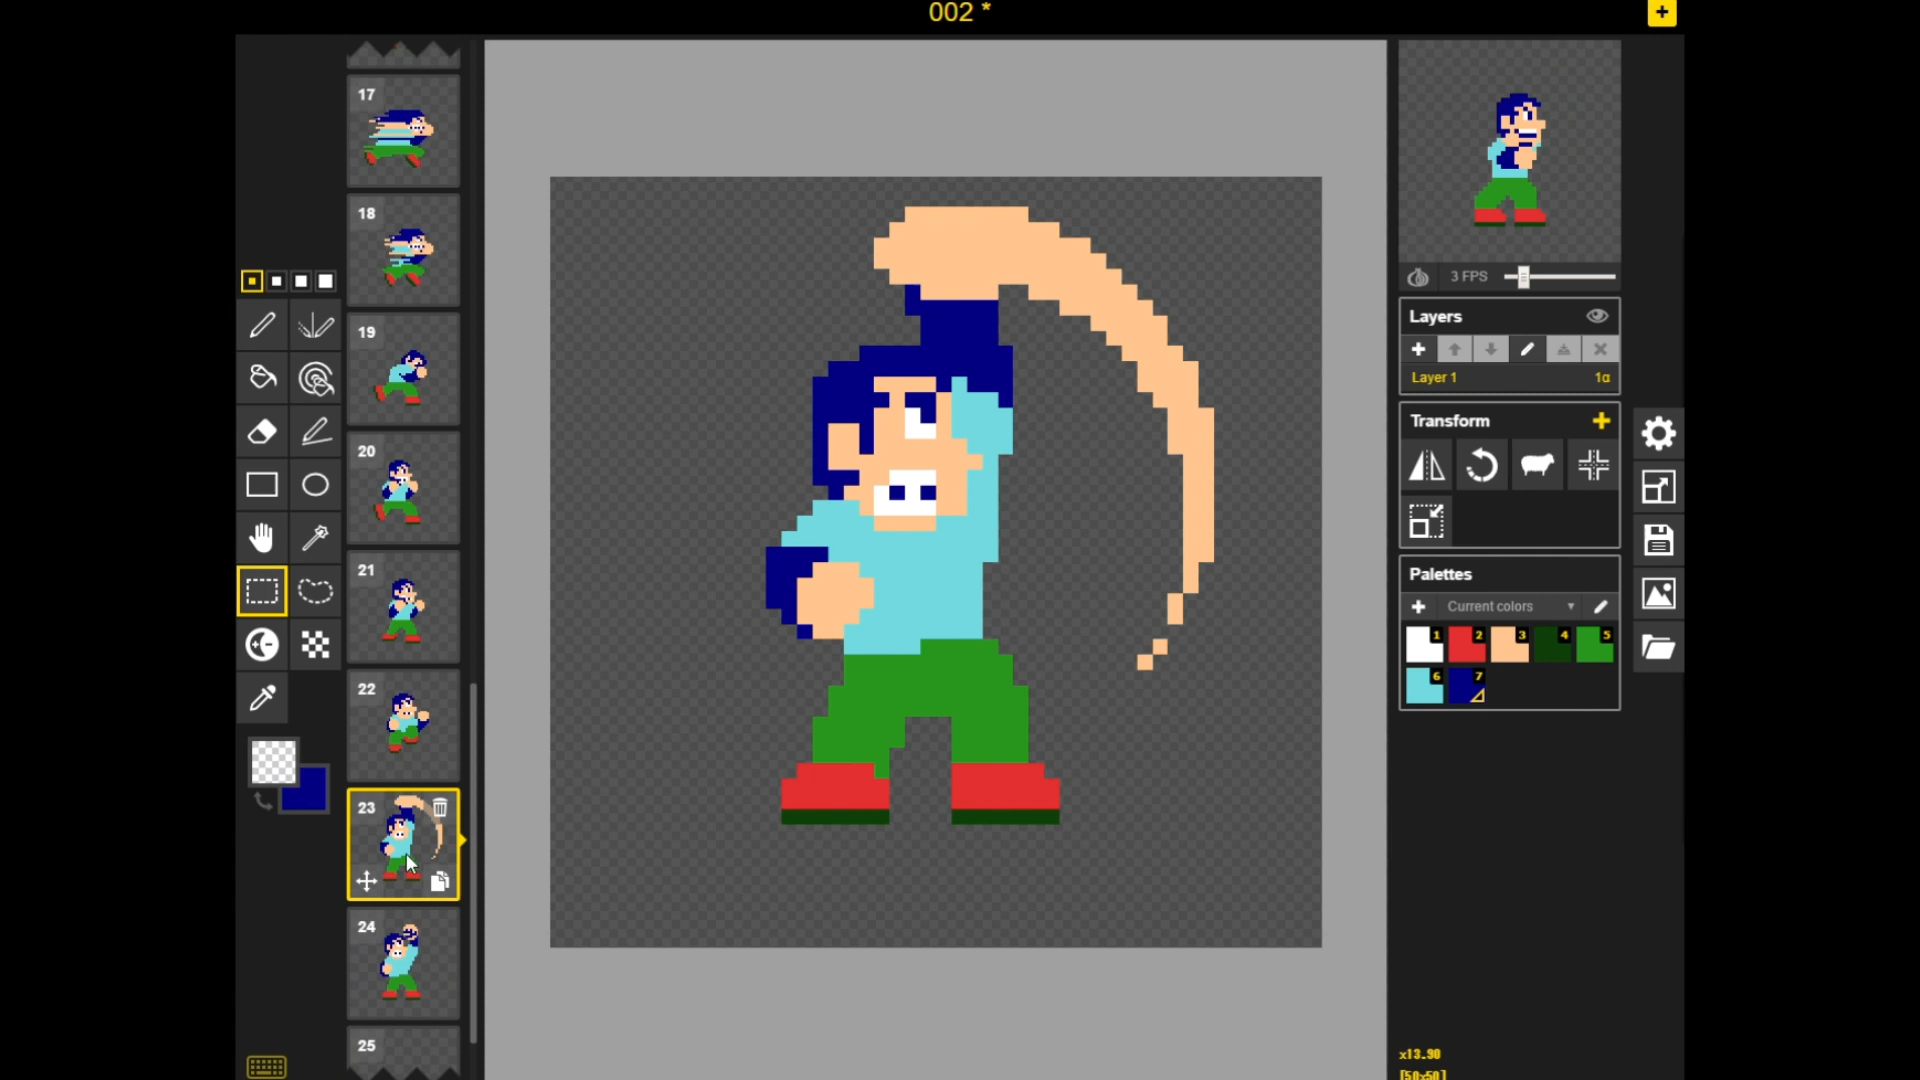 002 *
17
18
19
20
21
22
23
24
25
3 FPS
Layers
Layer 1
1α
Transform
Palettes
Current colors
1
2
3
4
5
6
7
x13.90
[50x50]